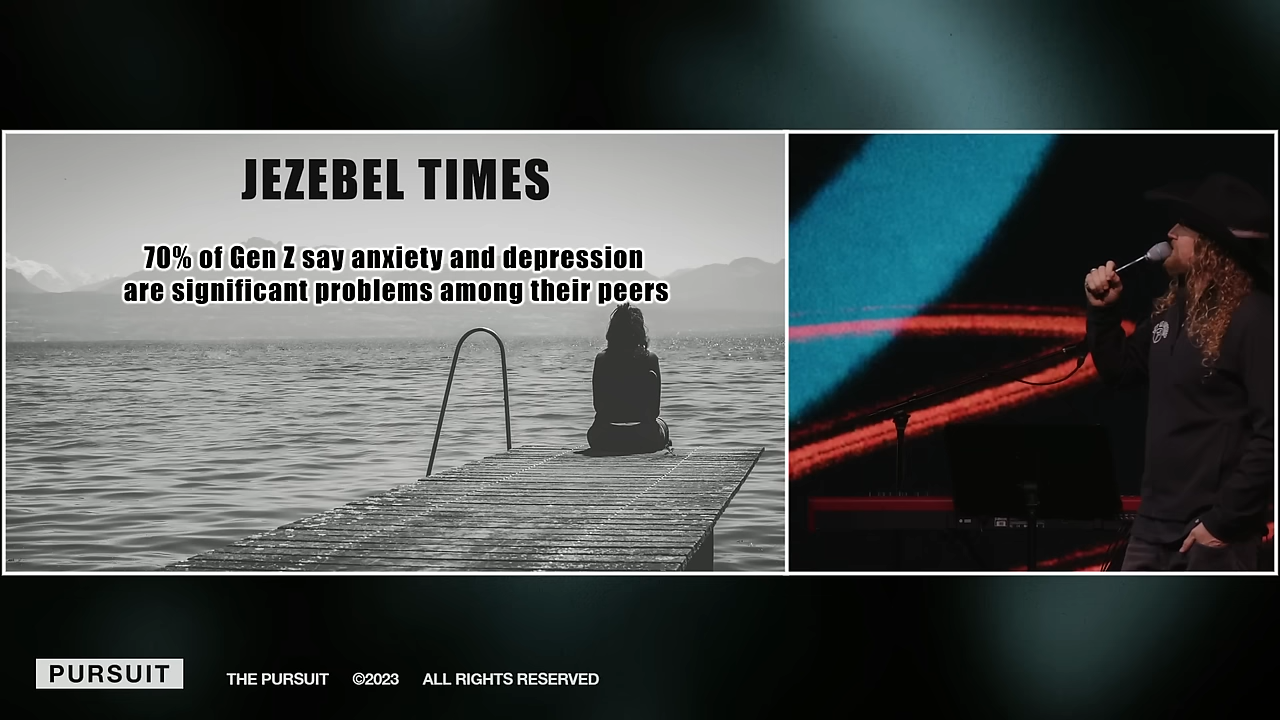 JEZEBEL TIMES
70% of Gen Z say anxiety and depression
are significant problems among their peers
PURSUIT
THE PURSUIT ©2023 ALL RIGHTS RESERVED